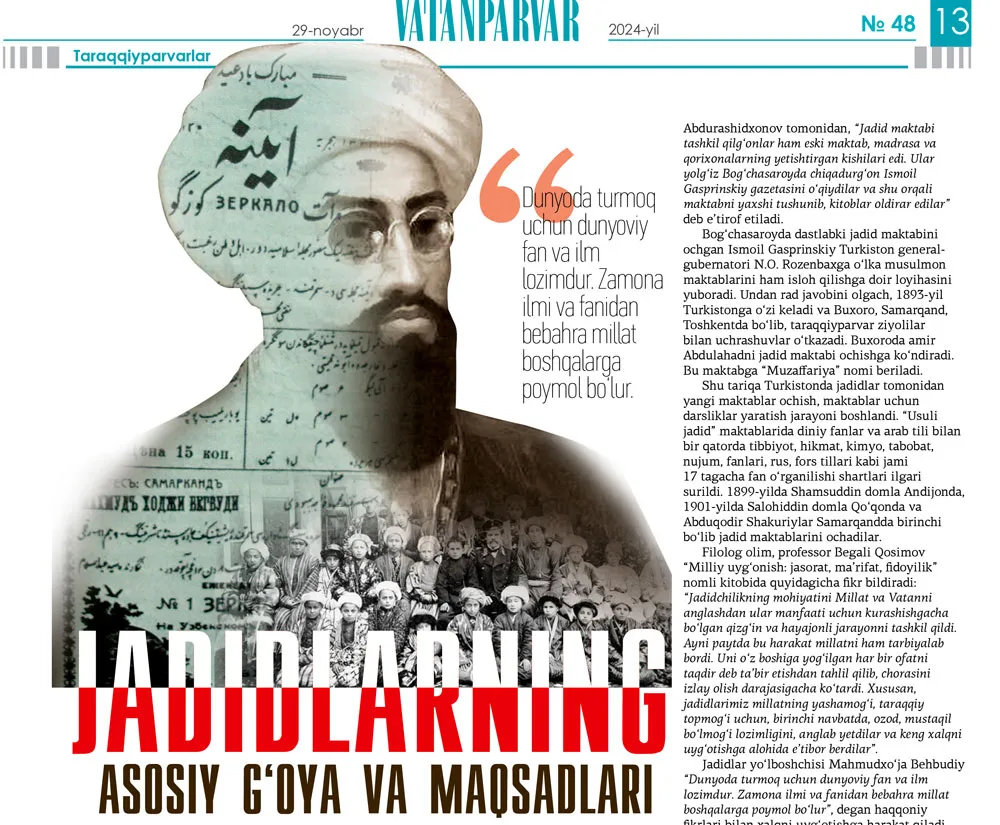 29-noyabr
VATANPARVAR
2024-yil
№ 48
13
Taraqqiyparvarlar
مبارک باد عید
آینه
کوزگو
ЗЕРКАЛО
15 коп.
САМАРКАНДЪ
№ 1
“Dunyoda turmoq
uchun dunyoviy
fan va ilm
lozimdur. Zamona
ilmi va fanidan
bebahra millat
boshqalarga
poymol bo‘lur.
JADIDLARNING
ASOSIY G‘OYA VA MAQSADLARI
Abdurashidxonov tomonidan, “Jadid maktabi
tashkil qilg‘onlar ham eski maktab, madrasa va
qorixonalarning yetishtirgan kishilari edi. Ular
yolg‘iz Bog‘chasaroyda chiqadurg‘on Ismoil
Gasprinskiy gazetasini o‘qiydilar va shu orqali
maktabni yaxshi tushunib, kitoblar oldirar edilar”
deb e’tirof etiladi.
Bog‘chasaroyda dastlabki jadid maktabini
ochgan Ismoil Gasprinskiy Turkiston general-
gubernatori N.O. Rozenbaxga o‘lka musulmon
maktablarini ham isloh qilishga doir loyihasini
yuboradi. Undan rad javobini olgach, 1893-yil
Turkistonga o‘zi keladi va Buxoro, Samarqand,
Toshkentda bo‘lib, taraqqiyparvar ziyolilar
bilan uchrashuvlar o‘tkazadi. Buxoroda amir
Abdulahadni jadid maktabi ochishga ko‘ndiradi.
Bu maktabga “Muzaffariya” nomi beriladi.
Shu tariqa Turkistonda jadidlar tomonidan
yangi maktablar ochish, maktablar uchun
darsliklar yaratish jarayoni boshlandi. “Usuli
jadid” maktablarida diniy fanlar va arab tili bilan
bir qatorda tibbiyot, hikmat, kimyo, tabobat,
nujum, fanlari, rus, fors tillari kabi jami
17 tagacha fan o‘rganilishi shartlari ilgari
surildi. 1899-yilda Shamsuddin domla Andijonda,
1901-yilda Salohiddin domla Qo‘qonda va
Abduqodir Shakuriylar Samarqandda birinchi
bo‘lib jadid maktablarini ochadilar.
Filolog olim, professor Begali Qosimov
“Milliy uyg‘onish: jasorat, ma’rifat, fidoyilik”
nomli kitobida quyidagicha fikr bildiradi:
“Jadidchilikning mohiyatini Millat va Vatanni
anglashdan ular manfaati uchun kurashishgacha
bo‘lgan qizg‘in va hayajonli jarayonni tashkil qildi.
Ayni paytda bu harakat millatni ham tarbiyalab
bordi. Uni o‘z boshiga yog‘ilgan har bir ofatni
taqdir deb ta’bir etishdan tahlil qilib, chorasini
izlay olish darajasigacha ko‘tardi. Xususan,
jadidlarimiz millatning yashamog‘i, taraqqiy
topmog‘i uchun, birinchi navbatda, ozod, mustaqil
bo‘lmog‘i lozimligini, anglab yetdilar va keng xalqni
uyg‘otishga alohida e’tibor berdilar”.
Jadidlar yo‘lboshchisi Mahmudxo‘ja Behbudiy
“Dunyoda turmoq uchun dunyoviy fan va ilm
lozimdur. Zamona ilmi va fanidan bebahra millat
boshqalarga poymol bo‘lur”, degan haqqoniy
fikrlari bilan xalqni uyg‘otishga harakat qiladi.